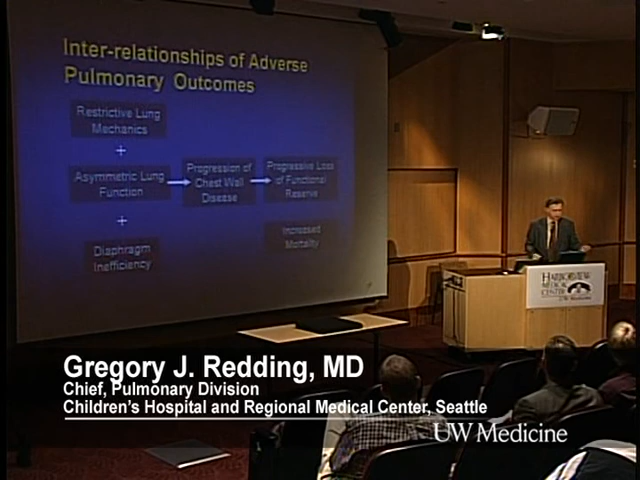 Inter-relationships of Adverse
Pulmonary Outcomes
Restrictive Lung
Mechanics
+
Asymmetric Lung
Function
Progression of
Chest Wall
Disease
Progressive Loss
of Functional
Reserve
+
Diaphragm
Inefficiency
Increased
Mortality
HARBORVIEW
MEDICAL
CENTER
UW Medicine
Gregory J. Redding, MD
Chief, Pulmonary Division
Children's Hospital and Regional Medical Center, Seattle
UW Medicine